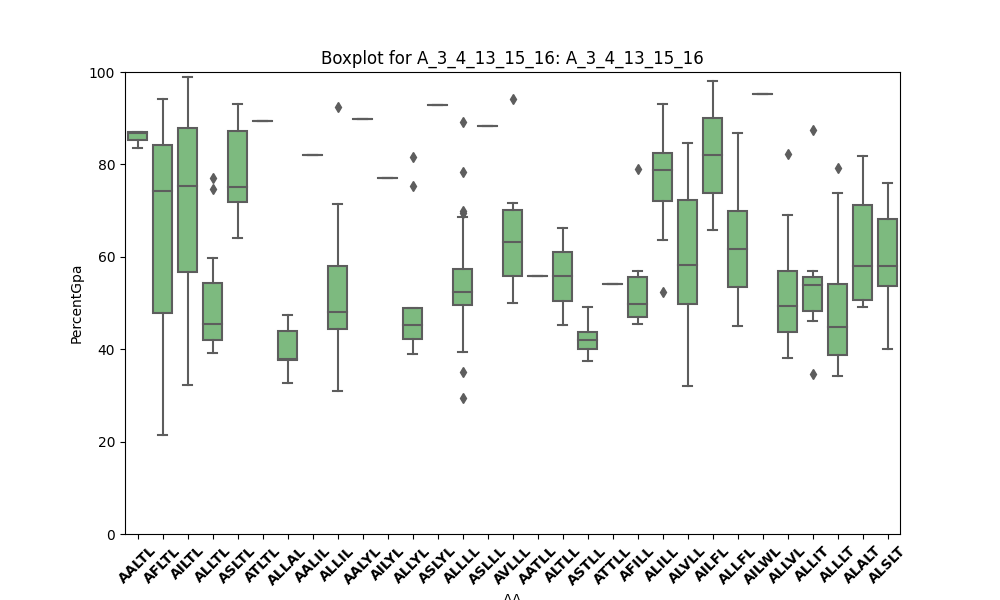 Boxplot for A_3_4_13_15_16: A_3_4_13_15_16
100
80
60
40
20
0
PercentGpa
AALTL
AFLTL
AILTL
ALLTL
ASLTL
ATLTL
ALLAL
AALIL
ALLIL
AALYL
AILYL
ALLYL
ASLYL
ALLLL
ASLLL
AVLLL
AATLL
ALTLL
ASTLL
ATTLL
AFILL
ALILL
ALVLL
AILFL
ALLFL
AILWL
ALLVL
ALLIT
ALLLT
ALALT
ALSLT
AA